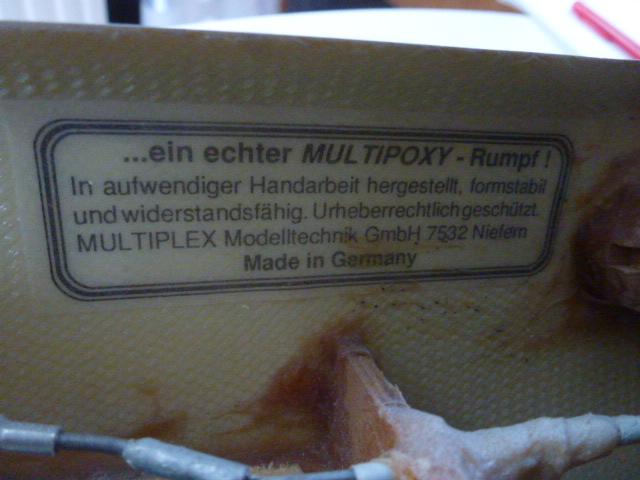 ...ein echter MULTIPOXY - Rumpf !
In aufwendiger Handarbeit hergestellt, formstabil
und widerstandsfähig. Urheberrechtlich geschützt.
MULTIPLEX Modelltechnik GmbH 7532 Niefern
Made in Germany